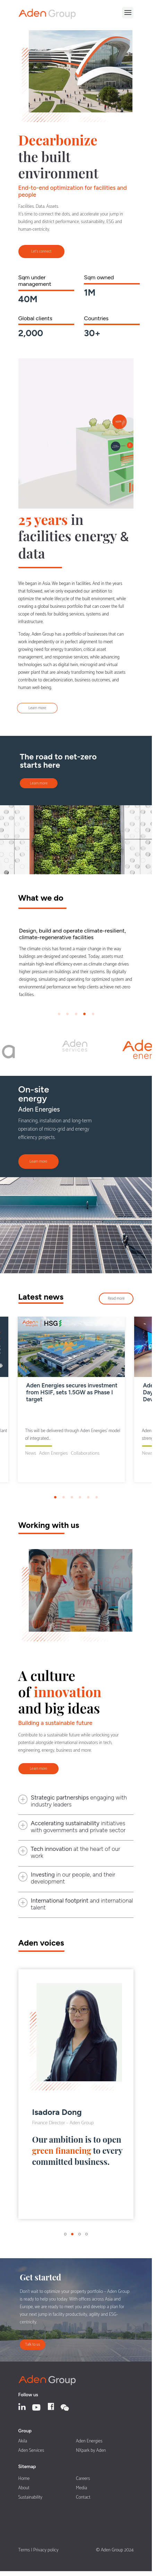 Aden Group
Decarbonize
the built
environment
End-to-end optimization for facilities and
people
Facilities. Data. Assets.
It's time to connect the dots, and accelerate your jump in
building and district performance, sustainability, ESG and
human centricity.
Sqm under
management
40M
Sqm owned
1M
Global clients
2,000
Countries
30+
25 years in
facilities energy &
data
We began in Asia. We began in facilities. And in the years
that followed, we've only expanded our ambition to
optimize the whole lifecycle of the built environment, while
creating a global business portfolio that can cover the full
scope of needs for building services, systems and
infrastructure.
Today, Aden Group has a portfolio of businesses that can
work independently or in perfect alignment to meet
growing need for energy transition, critical asset
management, and responsive services, while advancing
technologies such as digital twin, microgrid and virtual
power plant that are already transforming how built assets
contribute to decarbonization, business outcomes, and
human well-being.
Learn more
The road to net-zero
starts here
Learn more
What we do
Design, build and operate climate-resilient,
climate-regenerative facilities
The climate crisis has forced a major change in the way
buildings are designed and operated. Today, systems must
maintain high-level efficiency even as climate change drives
higher pressure on buildings and their systems. By digitally
designing, simulating and operating for optimal systems and
operational performance we help clients achieve net-zero
facilities.
Aden
SERVICES
Aden
ener
On-site
energy
Aden Energies
Financing, installation and long-term
operation of micro-grid and energy
efficiency projects.
Learn more
Latest news
Read more
Aden
HSG
Aden Energies secures investment
from HSIF, sets 1.5GW as Phase I
target
This will be delivered through Aden Energies' model
of integrated,
News, Aden Energies, Collaborations
Working with us
A culture
of innovation
and big ideas
Building a sustainable future
Contribute to a sustainable future while unlocking your
potential alongside international innovators in tech,
engineering, energy, business and more.
Learn more
Strategic partnerships engaging with
industry leaders
Accelerating sustainability initiatives
with governments and private sector
Tech innovation at the heart of our
work
Investing in our people, and their
development
International footprint and international
talent
Aden voices
Isadora Dong
Finance Director - Aden Group
Our ambition is to open
green financing to every
committed business.
Get started
Don't wait to optimize your property portfolio - Aden Group
is ready to help you today. With offices across Asia and
Europe, we are ready to meet you and develop a plan for
your next jump in facility productivity, agility, and ESG-
centricity.
Talk to us
Aden Group
Follow us
Group
Akila
Aden Energies
Aden Services
NXpark by Aden
Sitemap
Home
Careers
About
Media
Sustainability
Contact
Terms | Privacy policy
© Aden Group 2024